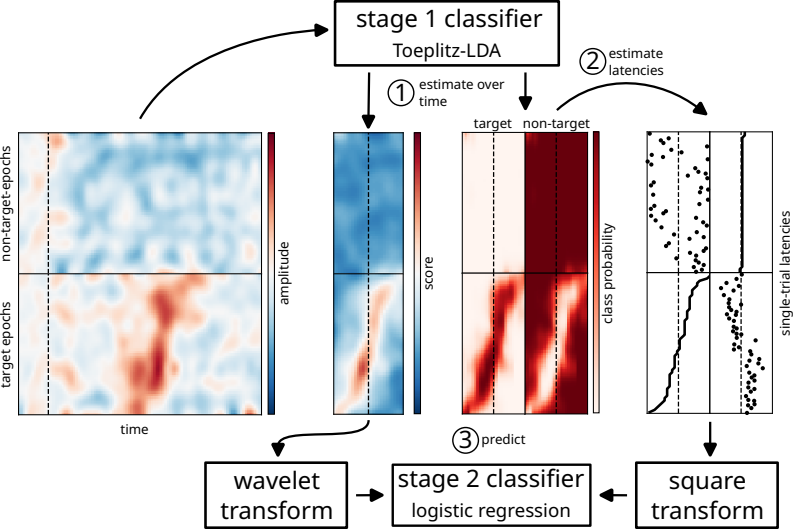 stage 1 classifier
Toeplitz-LDA
1 estimate over
time
2 estimate
latencies
target non-target
non-target-epochs
target epochs
amplitude
time
score
class probability
single-trial latencies
3 predict
wavelet
transform
stage 2 classifier
logistic regression
square
transform